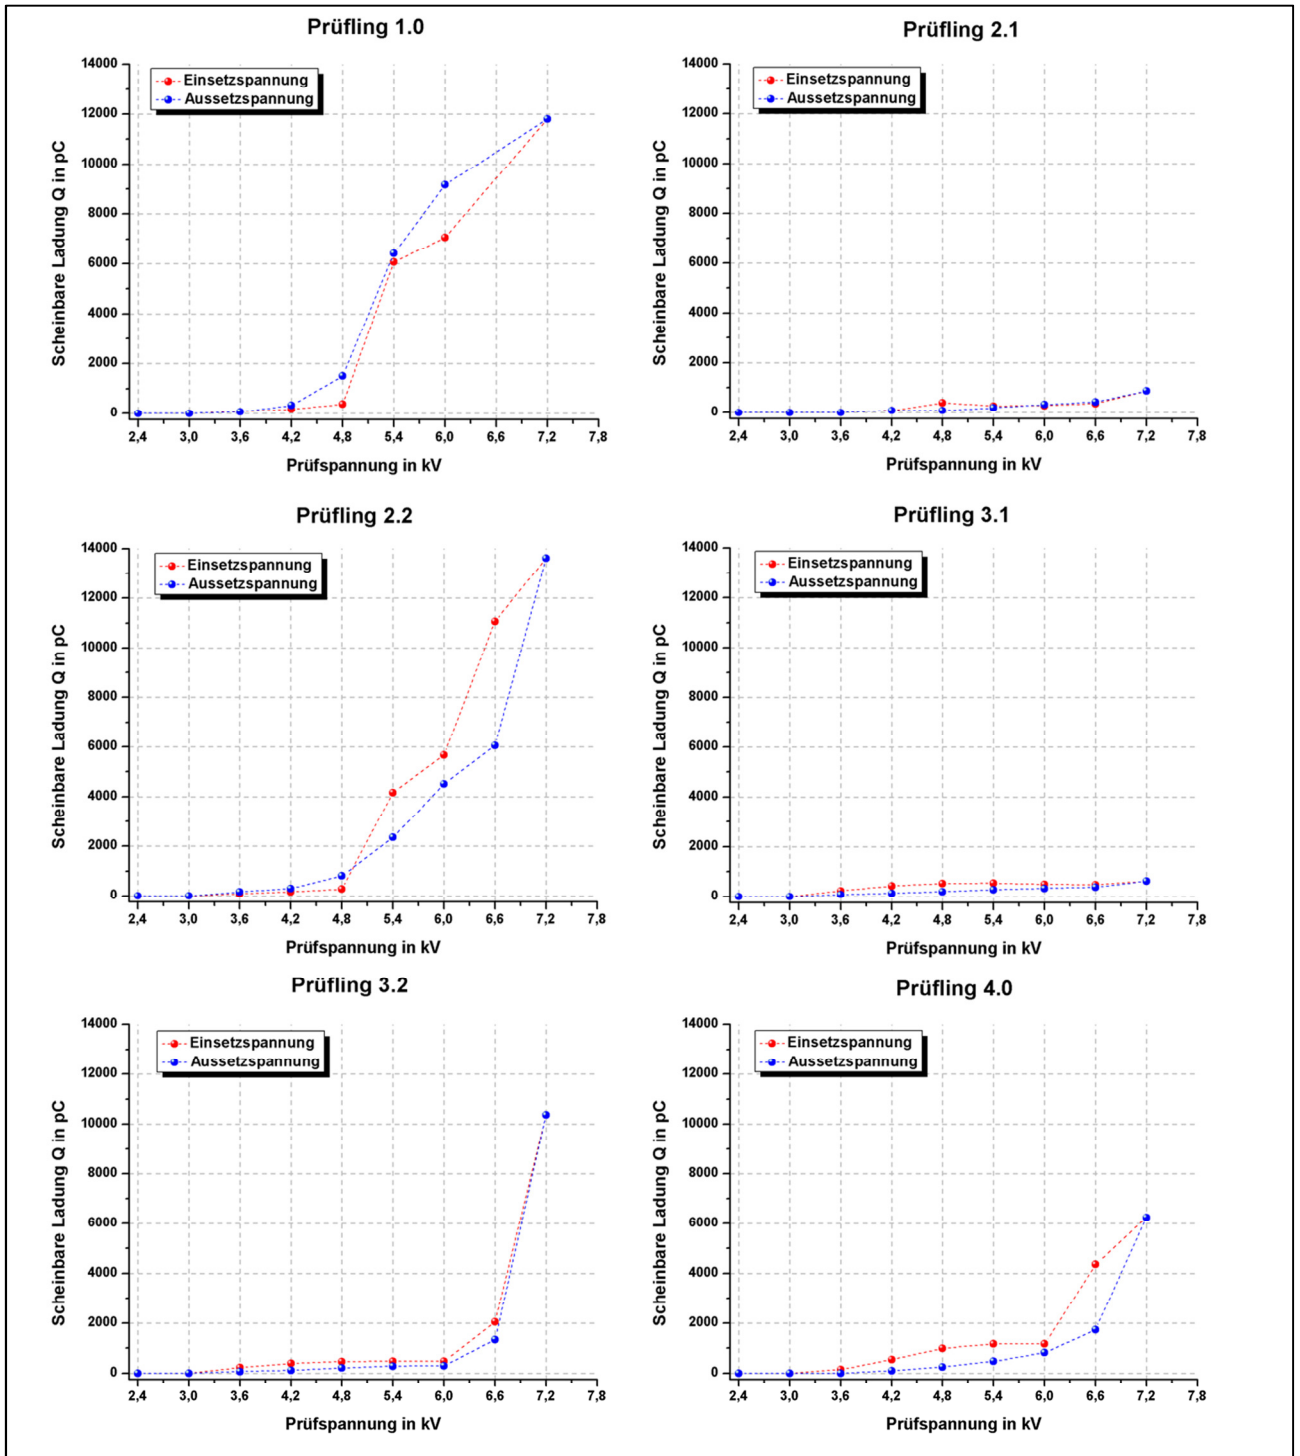 Prüfling 1.0
14000
12000
10000
8000
6000
4000
2000
0
Scheinbare Ladung Q in pC
Einsetzspannung
Aussetzspannung
2,4 3,0 3,6 4,2 4,8 5,4 6,0 6,6 7,2 7,8
Prüfspannung in kV
Prüfling 2.1
14000
12000
10000
8000
6000
4000
2000
0
Scheinbare Ladung Q in pC
Einsetzspannung
Aussetzspannung
2,4 3,0 3,6 4,2 4,8 5,4 6,0 6,6 7,2 7,8
Prüfspannung in kV
Prüfling 2.2
14000
12000
10000
8000
6000
4000
2000
0
Scheinbare Ladung Q in pC
Einsetzspannung
Aussetzspannung
2,4 3,0 3,6 4,2 4,8 5,4 6,0 6,6 7,2 7,8
Prüfspannung in kV
Prüfling 3.1
14000
12000
10000
8000
6000
4000
2000
0
Scheinbare Ladung Q in pC
Einsetzspannung
Aussetzspannung
2,4 3,0 3,6 4,2 4,8 5,4 6,0 6,6 7,2 7,8
Prüfspannung in kV
Prüfling 3.2
14000
12000
10000
8000
6000
4000
2000
0
Scheinbare Ladung Q in pC
Einsetzspannung
Aussetzspannung
2,4 3,0 3,6 4,2 4,8 5,4 6,0 6,6 7,2 7,8
Prüfspannung in kV
Prüfling 4.0
14000
12000
10000
8000
6000
4000
2000
0
Scheinbare Ladung Q in pC
Einsetzspannung
Aussetzspannung
2,4 3,0 3,6 4,2 4,8 5,4 6,0 6,6 7,2 7,8
Prüfspannung in kV